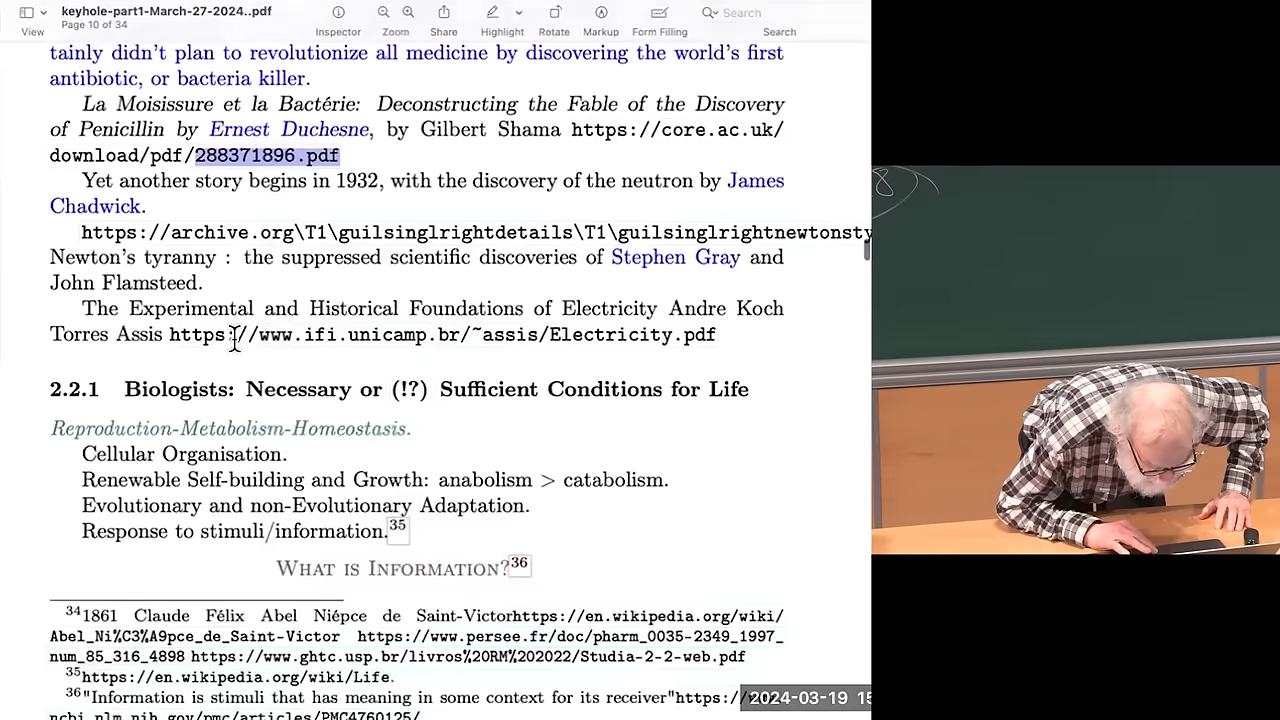 keyhole-part1-March-27-2024..pdf
Page 10 of 34
View
Inspector
Zoom
Share
Highlight
Rotate
Markup
Form Filling
Search
Search
tainly didn't plan to revolutionize all medicine by discovering the world's first
antibiotic, or bacteria killer.
La Moisissure et la Bactérie: Deconstructing the Fable of the Discovery
of Penicillin by Ernest Duchesne, by Gilbert Shama https://core.ac.uk/
download/pdf/288371896.pdf
Yet another story begins in 1932, with the discovery of the neutron by James
Chadwick.
https://archive.org\T1\guilsinglrightdetails\T1\guilsinglrightnewtonsty
Newton's tyranny : the suppressed scientific discoveries of Stephen Gray and
John Flamsteed.
The Experimental and Historical Foundations of Electricity Andre Koch
Torres Assis https://www.ifi.unicamp.br/~assis/Electricity.pdf
2.2.1 Biologists: Necessary or (!?) Sufficient Conditions for Life
Reproduction-Metabolism-Homeostasis.
Cellular Organisation.
Renewable Self-building and Growth: anabolism > catabolism.
Evolutionary and non-Evolutionary Adaptation.
Response to stimuli/information.35
What is Information?36
341861 Claude Félix Abel Niépce de Saint-Victorhttps://en.wikipedia.org/wiki/
Abel_Ni%C3%A9pce_de_Saint-Victor https://www.persee.fr/doc/pharm_0035-2349_1997_
num_85_316_4898 https://www.ghtc.usp.br/livros%20RM%202022/Studia-2-2-web.pdf
35https://en.wikipedia.org/wiki/Life.
36"Information is stimuli that has meaning in some context for its receiver"https://
ncbi.nlm.nih.gov/pmc/articles/PMC4760125/
2024-03-19 15
8